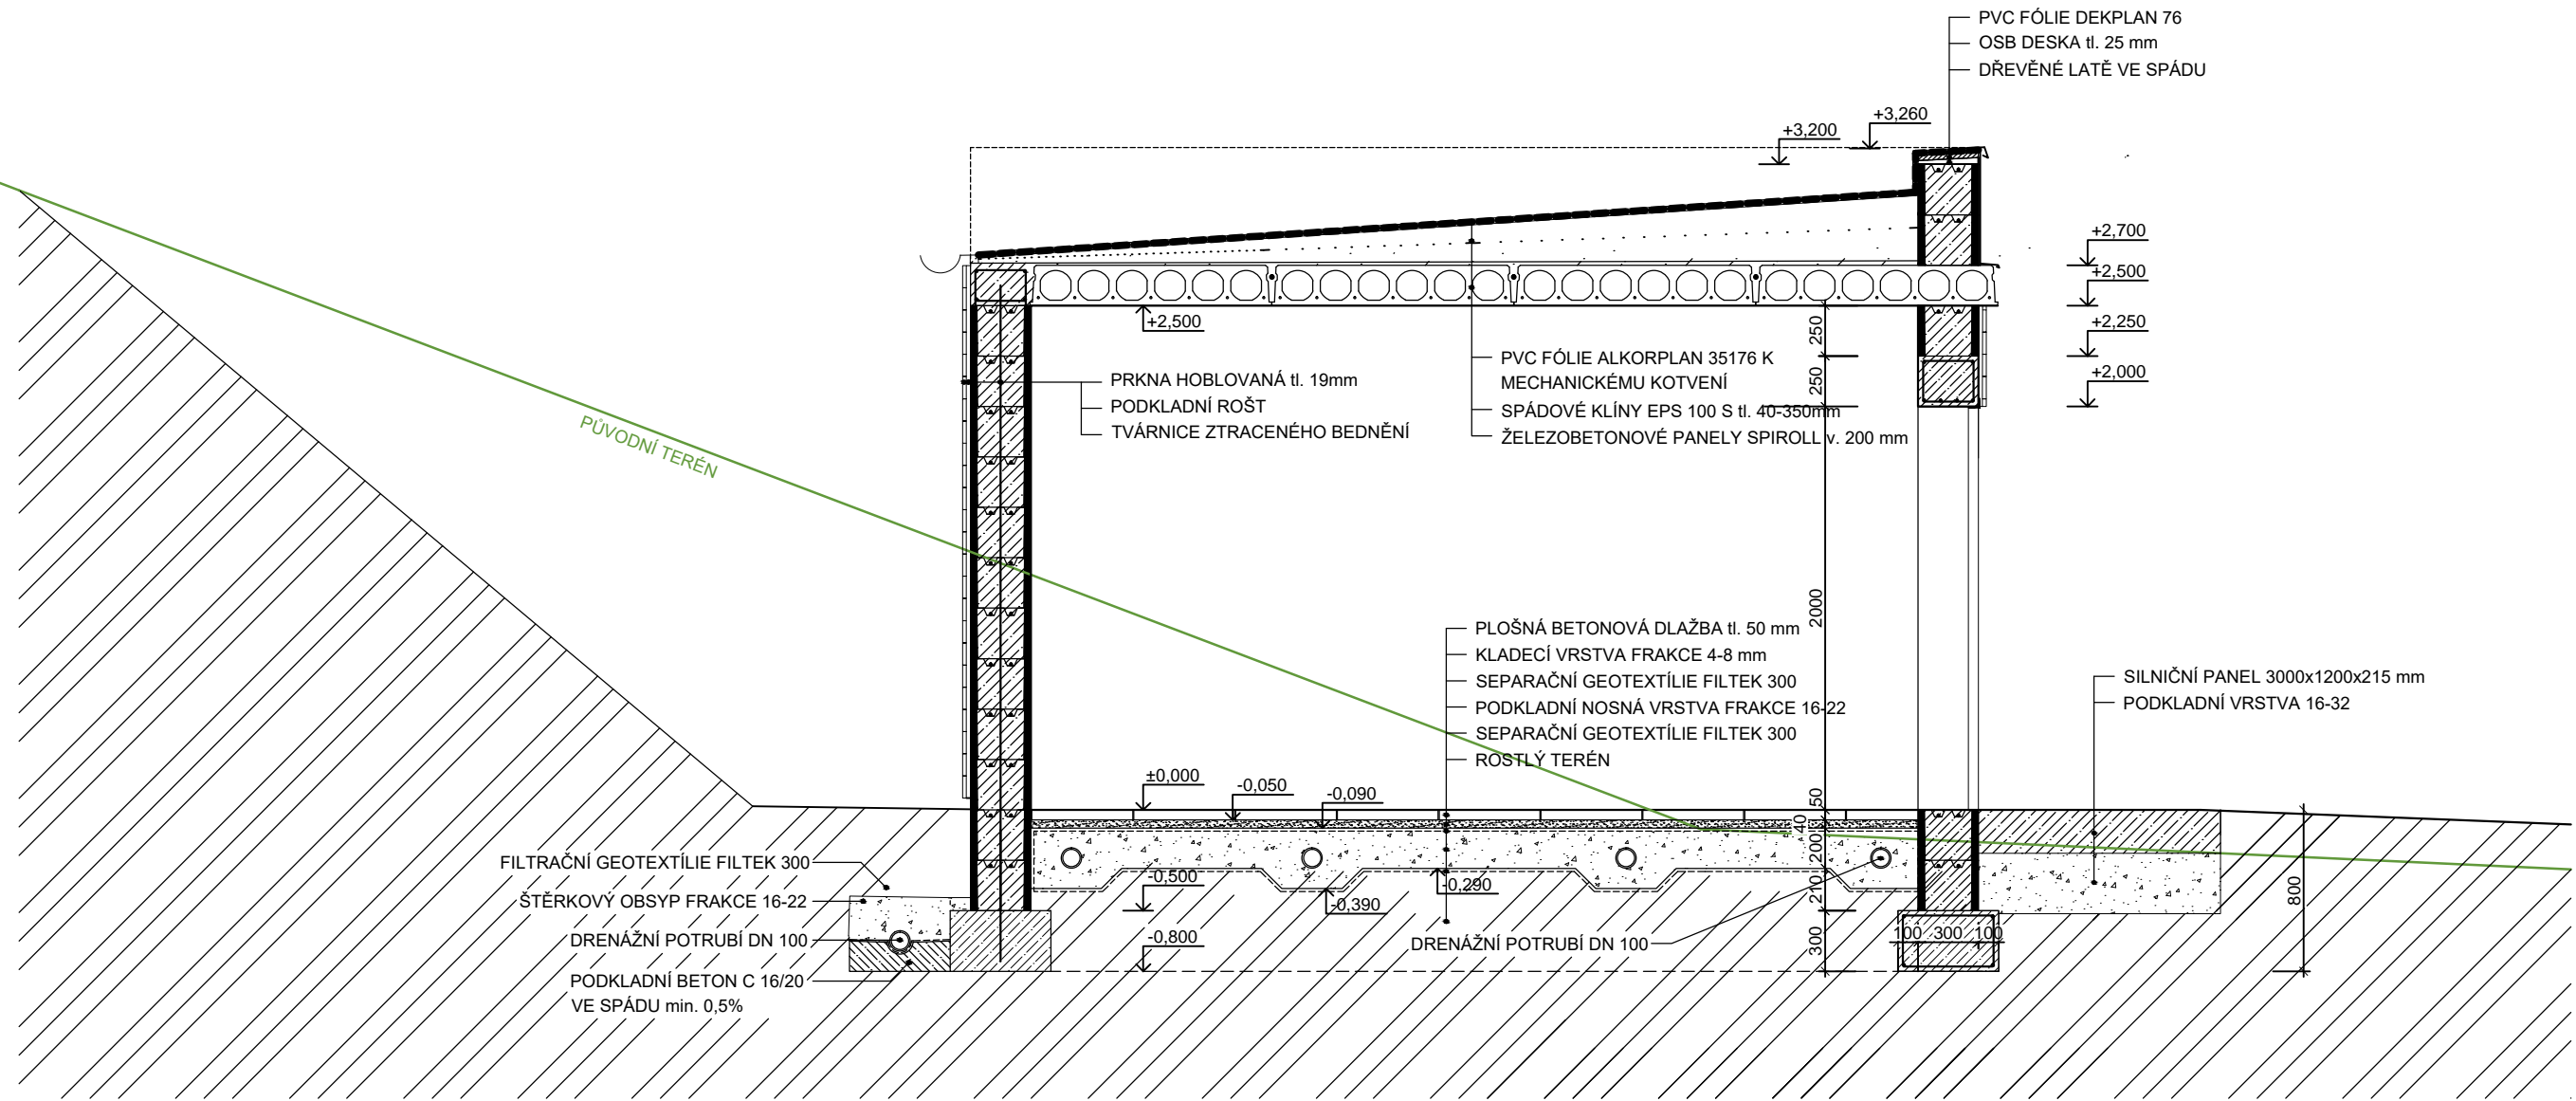 PVC FÓLIE DEKPLAN 76
OSB DESKA tl. 25 mm
DŘEVĚNÉ LATĚ VE SPÁDU
+3,260
+3,200
+2,700
+2,500
+2,250
+2,000
+2,500
250
250
PVC FÓLIE ALKORPLAN 35176 K
MECHANICKÉMU KOTVENÍ
SPÁDOVÉ KLÍNY EPS 100 S tl. 40-350mm
ŽELEZOBETONOVÉ PANELY SPIROLL v. 200 mm
PRKNA HOBLOVANÁ tl. 19mm
PODKLADNÍ ROŠT
TVÁRNICE ZTRACENÉHO BEDNĚNÍ
PŮVODNÍ TERÉN
2000
PLOŠNÁ BETONOVÁ DLAŽBA tl. 50 mm
KLADECÍ VRSTVA FRAKCE 4-8 mm
SEPARAČNÍ GEOTEXTÍLIE FILTEK 300
PODKLADNÍ NOSNÁ VRSTVA FRAKCE 16-22
SEPARAČNÍ GEOTEXTÍLIE FILTEK 300
ROSTLÝ TERÉN
SILNIČNÍ PANEL 3000x1200x215 mm
PODKLADNÍ VRSTVA 16-32
±0,000
-0,050
-0,090
50
40
200
210
300
-0,500
-0,290
-0,390
-0,800
800
100 300 100
FILTRAČNÍ GEOTEXTÍLIE FILTEK 300
ŠTĚRKOVÝ OBSYP FRAKCE 16-22
DRENÁŽNÍ POTRUBÍ DN 100
PODKLADNÍ BETON C 16/20
VE SPÁDU min. 0,5%
DRENÁŽNÍ POTRUBÍ DN 100